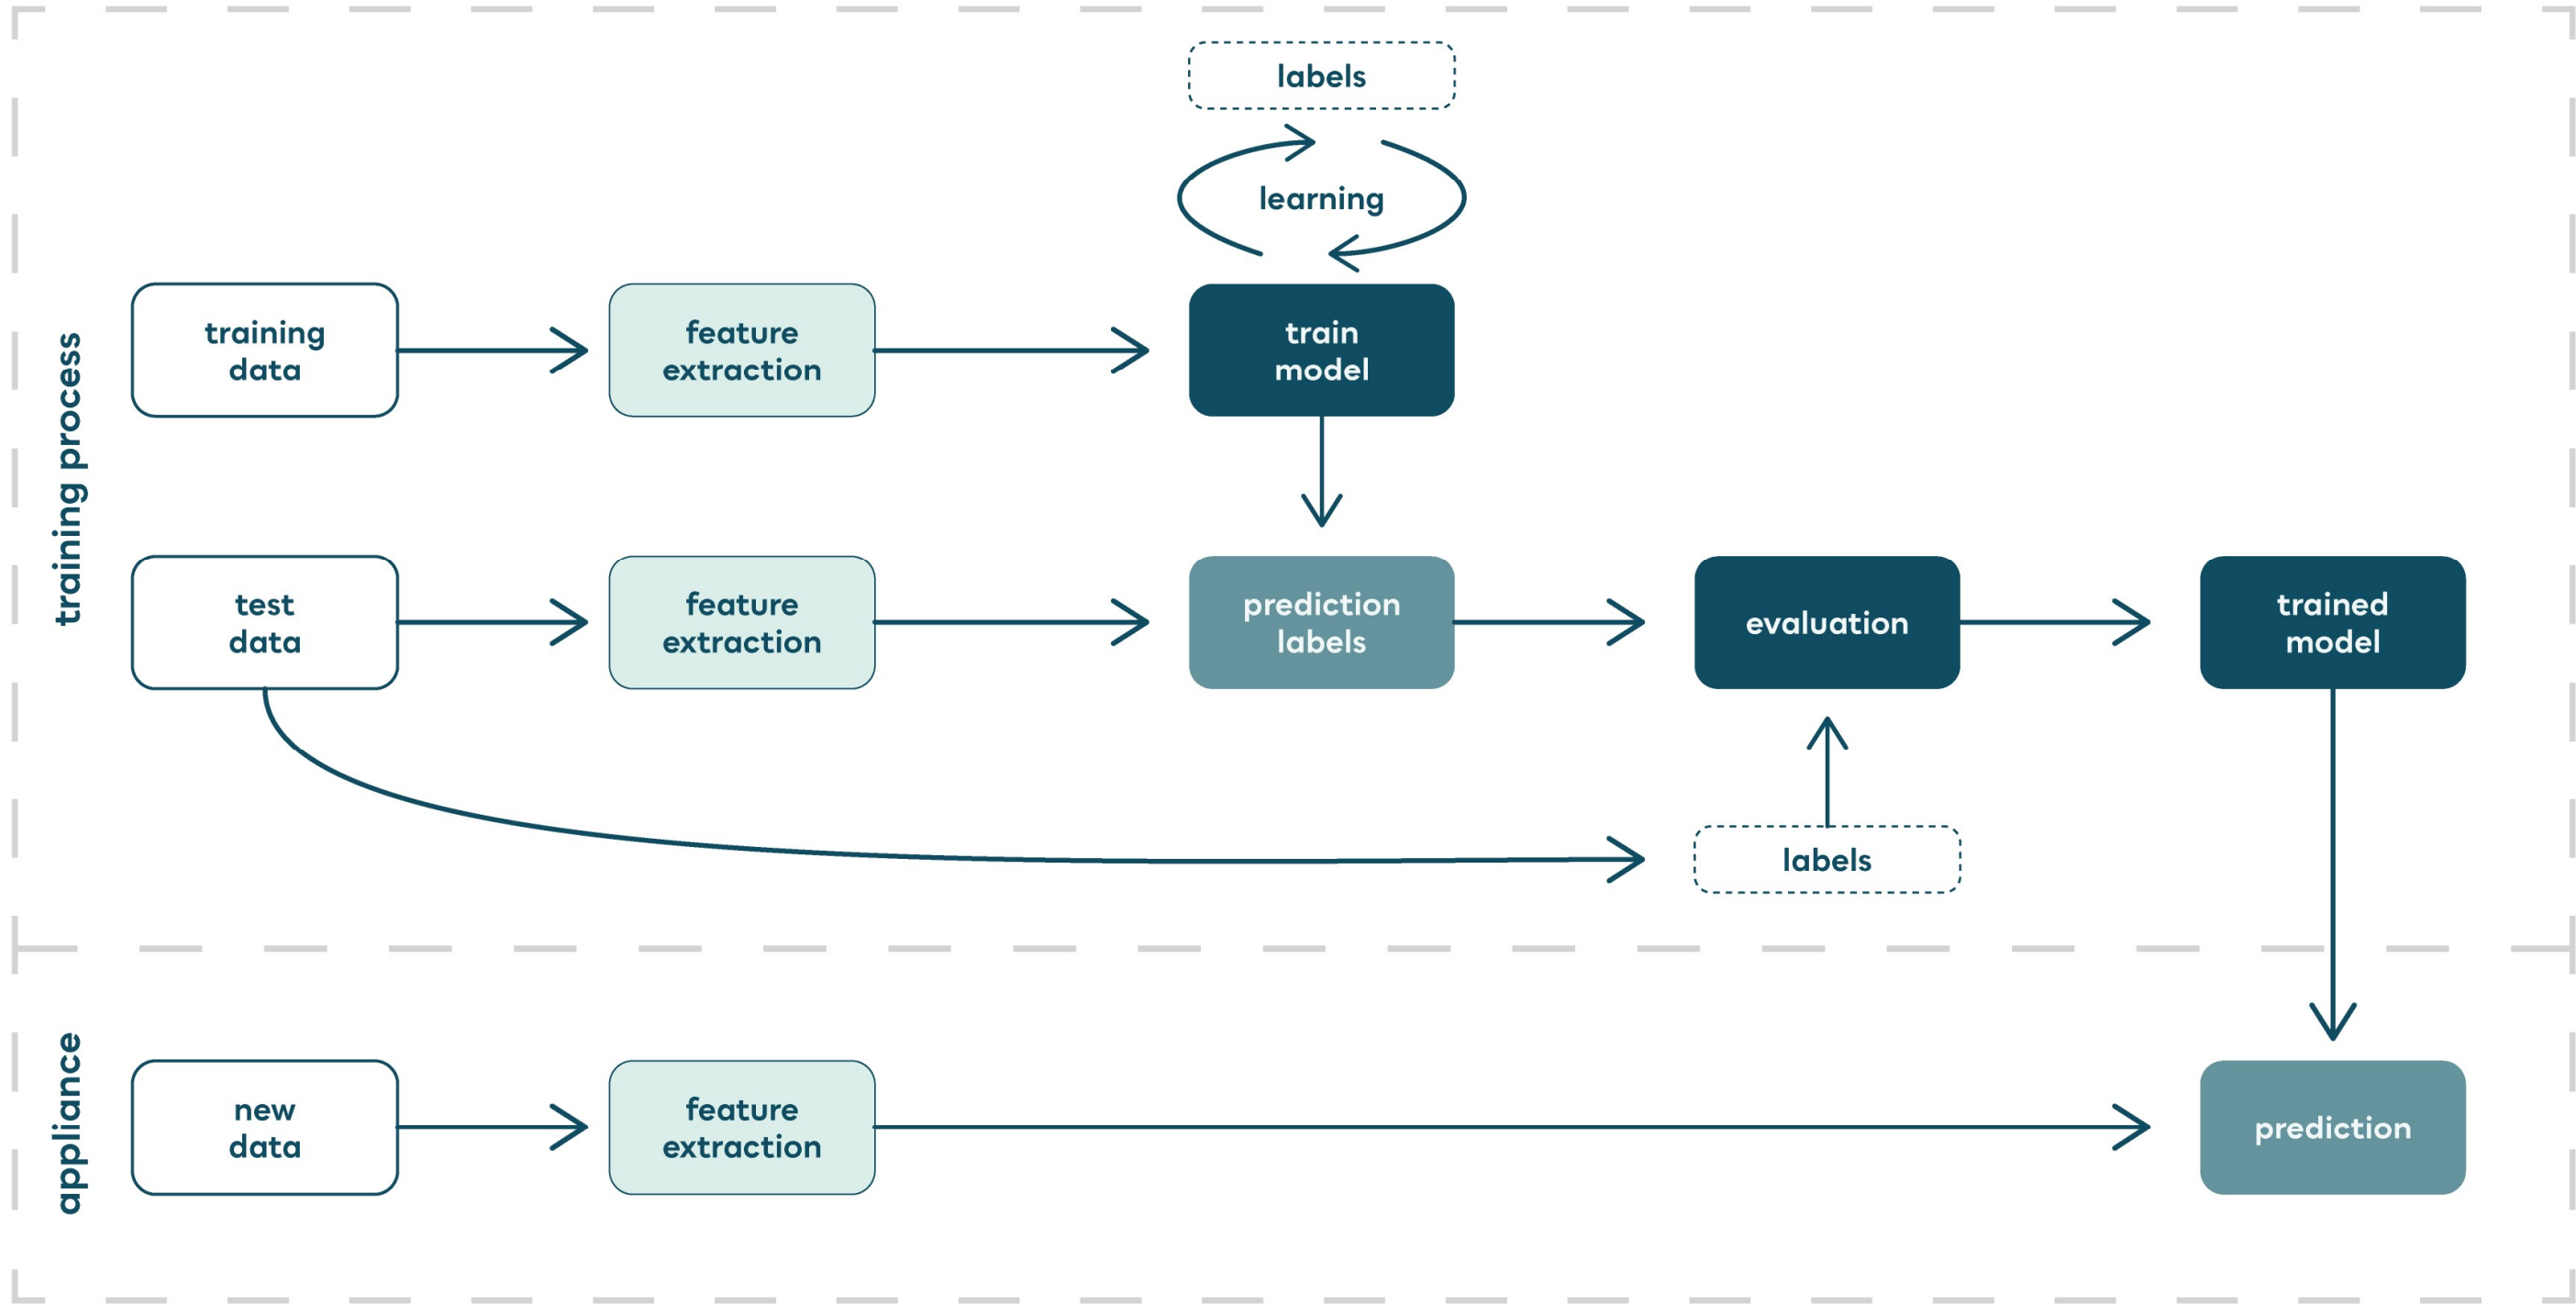 labels
learning
training process
training
data
feature
extraction
train
model
test
data
feature
extraction
prediction
labels
evaluation
trained
model
labels
appliance
new
data
feature
extraction
prediction